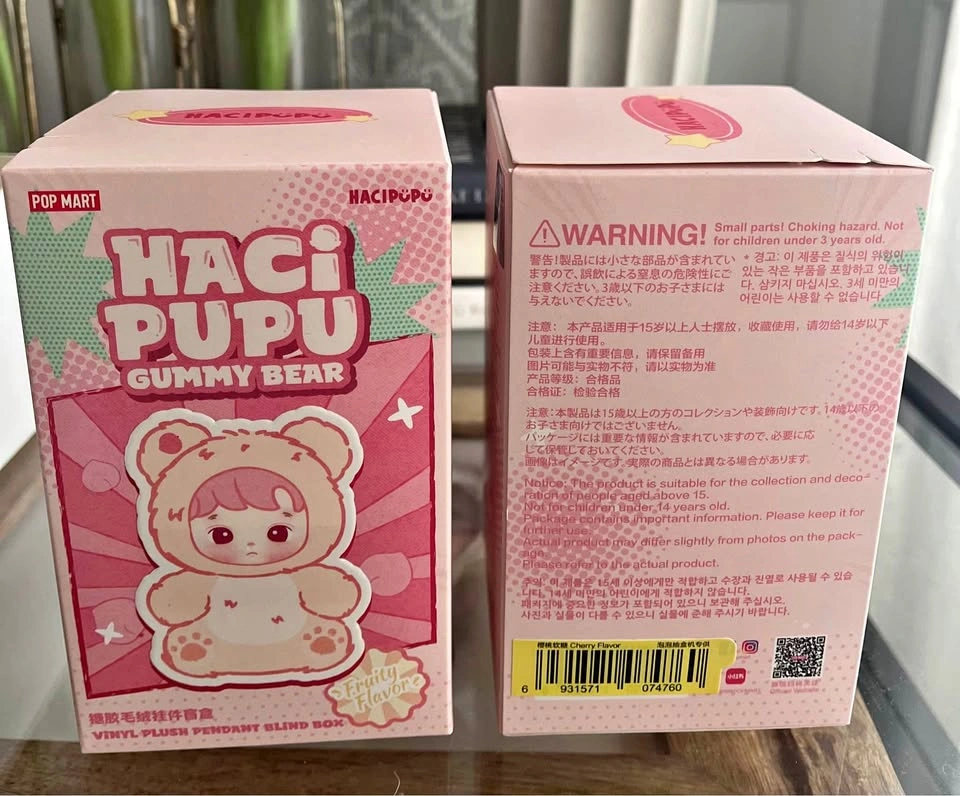 HACIPUPU
POP MART
HACIPUPU
HACI
PUPU
GUMMY BEAR
Fruity
Flavor
搪胶毛绒挂件盲盒
VINYL PLUSH PENDANT BLIND BOX
HACIPUPU
WARNING!
Small parts! Choking hazard. Not
for children under 3 years old.
警告!製品には小さな部品が含まれてい
ますので、誤飲による窒息の危険性にご
注意ください。3歳以下のお子さまには
与えないでください。
* 경고: 이 제품은 질식의 위험이
있는 작은 부품을 포함하고 있습니
다. 삼키지 마십시오. 3세 미만의
어린이는 사용할 수 없습니다.
注意: 本产品适用于15岁以上人士摆放，收藏使用，请勿给14岁以下
儿童进行使用。
包装上含有重要信息，请保留备用
图片可能与实物不符，请以实物为准
产品等级：合格品
合格证：检验合格
注意:本製品は15歳以上の方のコレクションや装飾向けです。14歳以下の
お子さま向けではございません。
パッケージには重要な情報が含まれていますので、必要に応
じて保管しておいてください。
画像はイメージです。実際の商品とは異なる場合があります。
Notice: The product is suitable for the collection and deco-
ration of people aged above 15.
Not for children under 14 years old.
Package contains important information. Please keep it for
further use.
Actual product may differ slightly from photos on the pack-
age.
Please refer to the actual product.
주의: 이 제품은 15세 이상에게만 적합하고 수장과 진열로 사용될 수 있습
니다. 14세 미만의 어린이에게 적합하지 않습니다.
패키지에 중요한 정보가 포함되어 있으니 보관해 주십시오.
사진과 실물이 다를 수 있으니 실물에 준해 주시기 바랍니다.
樱桃软糖 Cherry Flavor 泡泡抽盒机专供
6 931571 074760
小红书
Official Website